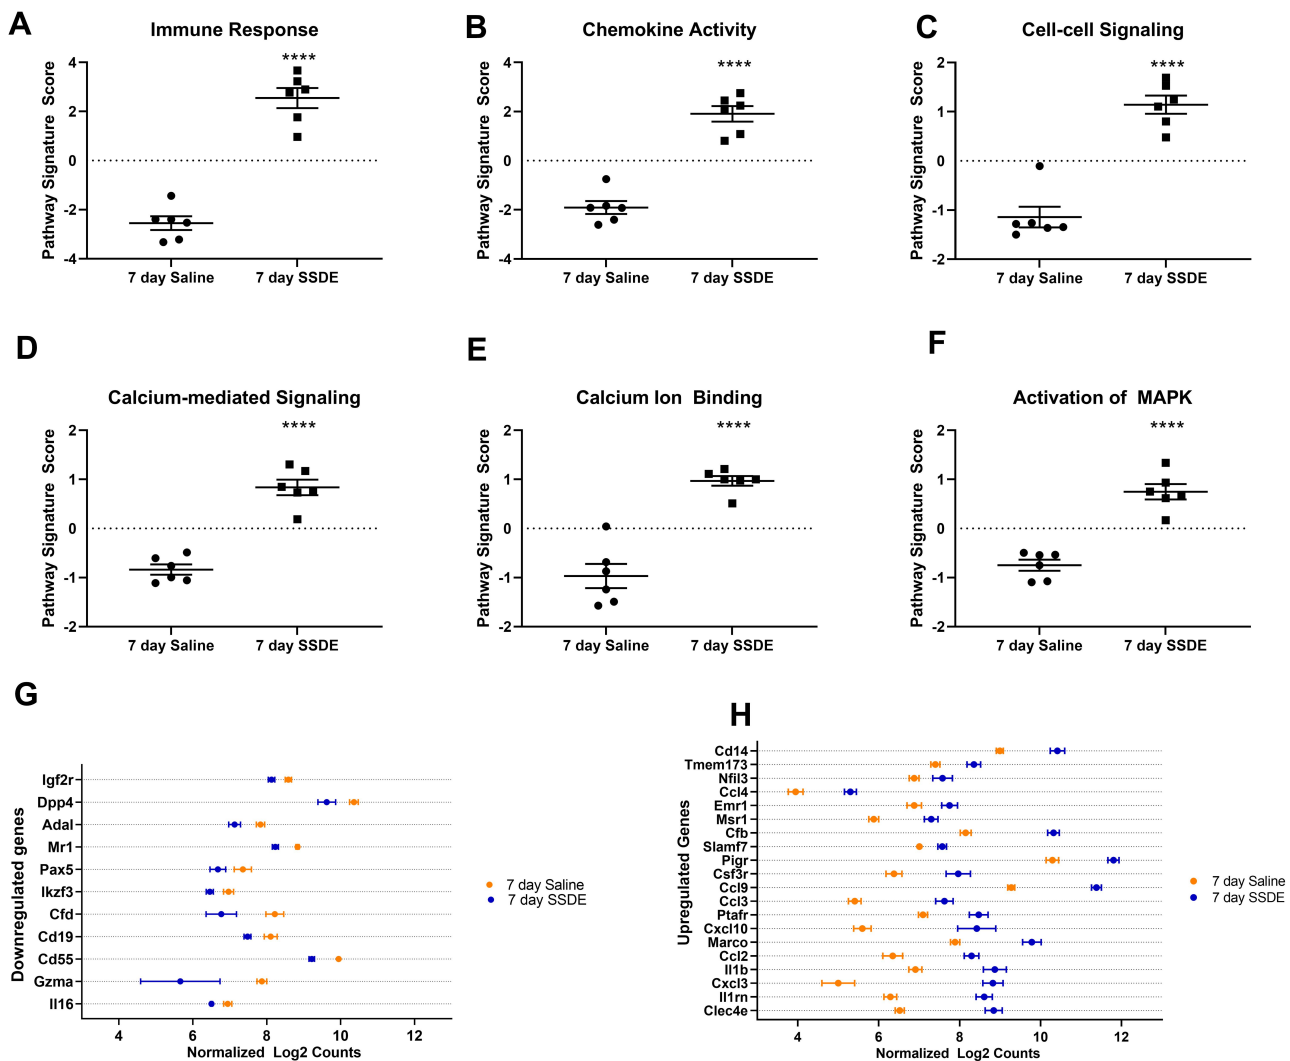 A
Immune Response
Pathway Signature Score
4
2
0
-2
-4
****
7 day Saline
7 day SSDE
B
Chemokine Activity
Pathway Signature Score
4
2
0
-2
-4
****
7 day Saline
7 day SSDE
C
Cell-cell Signaling
Pathway Signature Score
2
1
0
-1
-2
****
7 day Saline
7 day SSDE
D
Calcium-mediated Signaling
Pathway Signature Score
2
1
0
-1
-2
****
7 day Saline
7 day SSDE
E
Calcium Ion Binding
Pathway Signature Score
2
1
0
-1
-2
****
7 day Saline
7 day SSDE
F
Activation of MAPK
Pathway Signature Score
2
1
0
-1
-2
****
7 day Saline
7 day SSDE
G
Downregulated genes
Igf2r
Dpp4
Adal
Mr1
Pax5
Ikzf3
Cfd
Cd19
Cd55
Gzma
Il16
4 6 8 10 12
Normalized Log2 Counts
7 day Saline
7 day SSDE
H
Upregulated Genes
Cd14
Tmem173
Nfil3
Ccl4
Emr1
Msr1
Cfb
Slamf7
Pigr
Csf3r
Ccl9
Ccl3
Ptafr
Cxcl10
Marco
Ccl2
Il1b
Cxcl3
Il1rn
Clec4e
4 6 8 10 12
Normalized Log2 Counts
7 day Saline
7 day SSDE